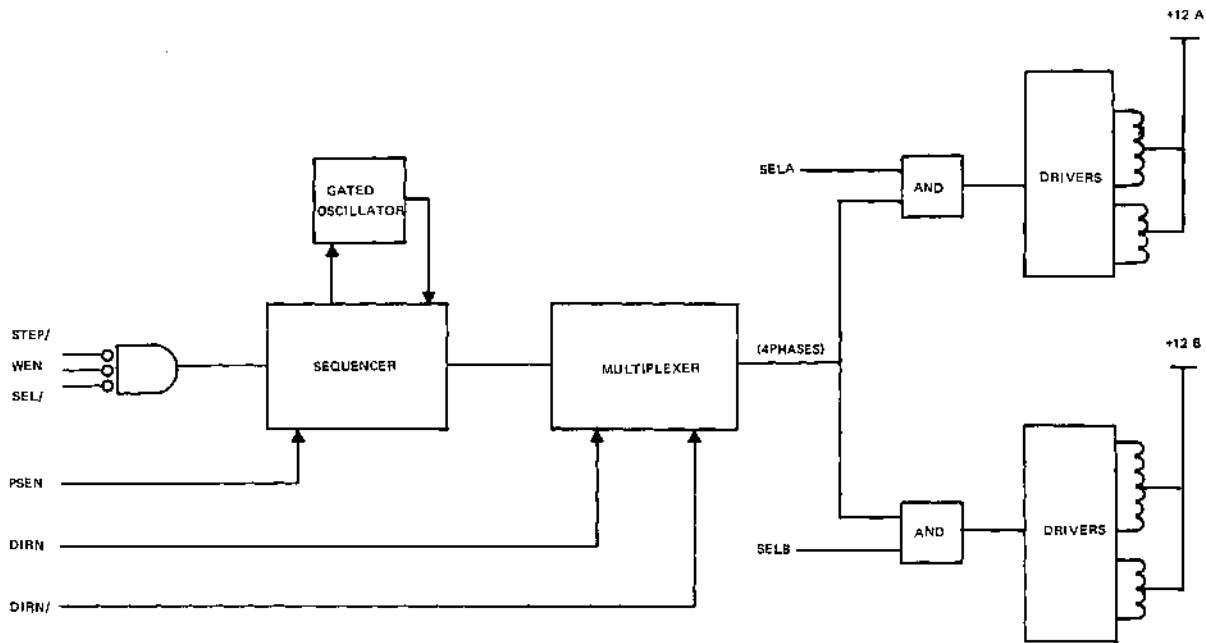 +12 A
DRIVERS
SELA
AND
GATED
OSCILLATOR
STEP/
WEN
SEL/
SEQUENCER
MULTIPLEXER
(4PHASES)
+12 B
PSEN
DIRN
DIRN/
SELB
AND
DRIVERS